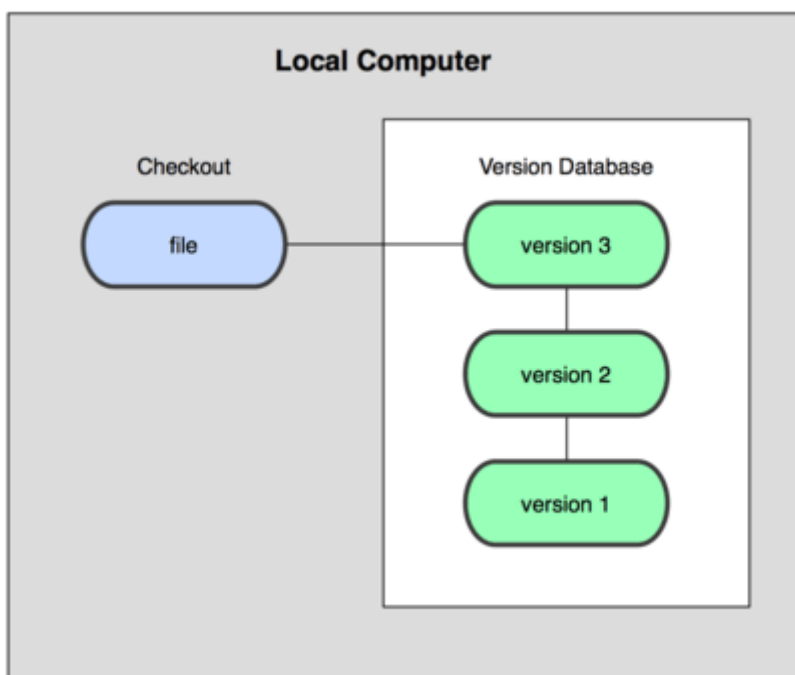 Local Computer
Checkout
Version Database
file
version 3
version 2
version 1